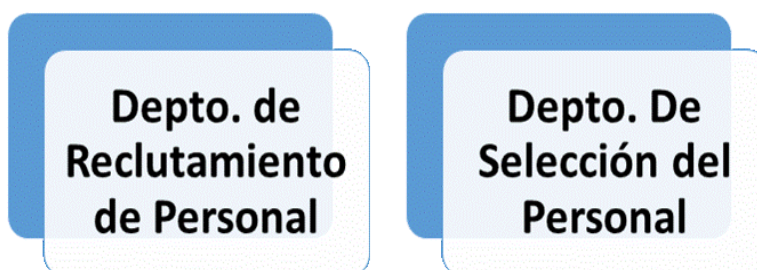 Depto. de
Reclutamiento
de Personal
Depto. De
Selección del
Personal